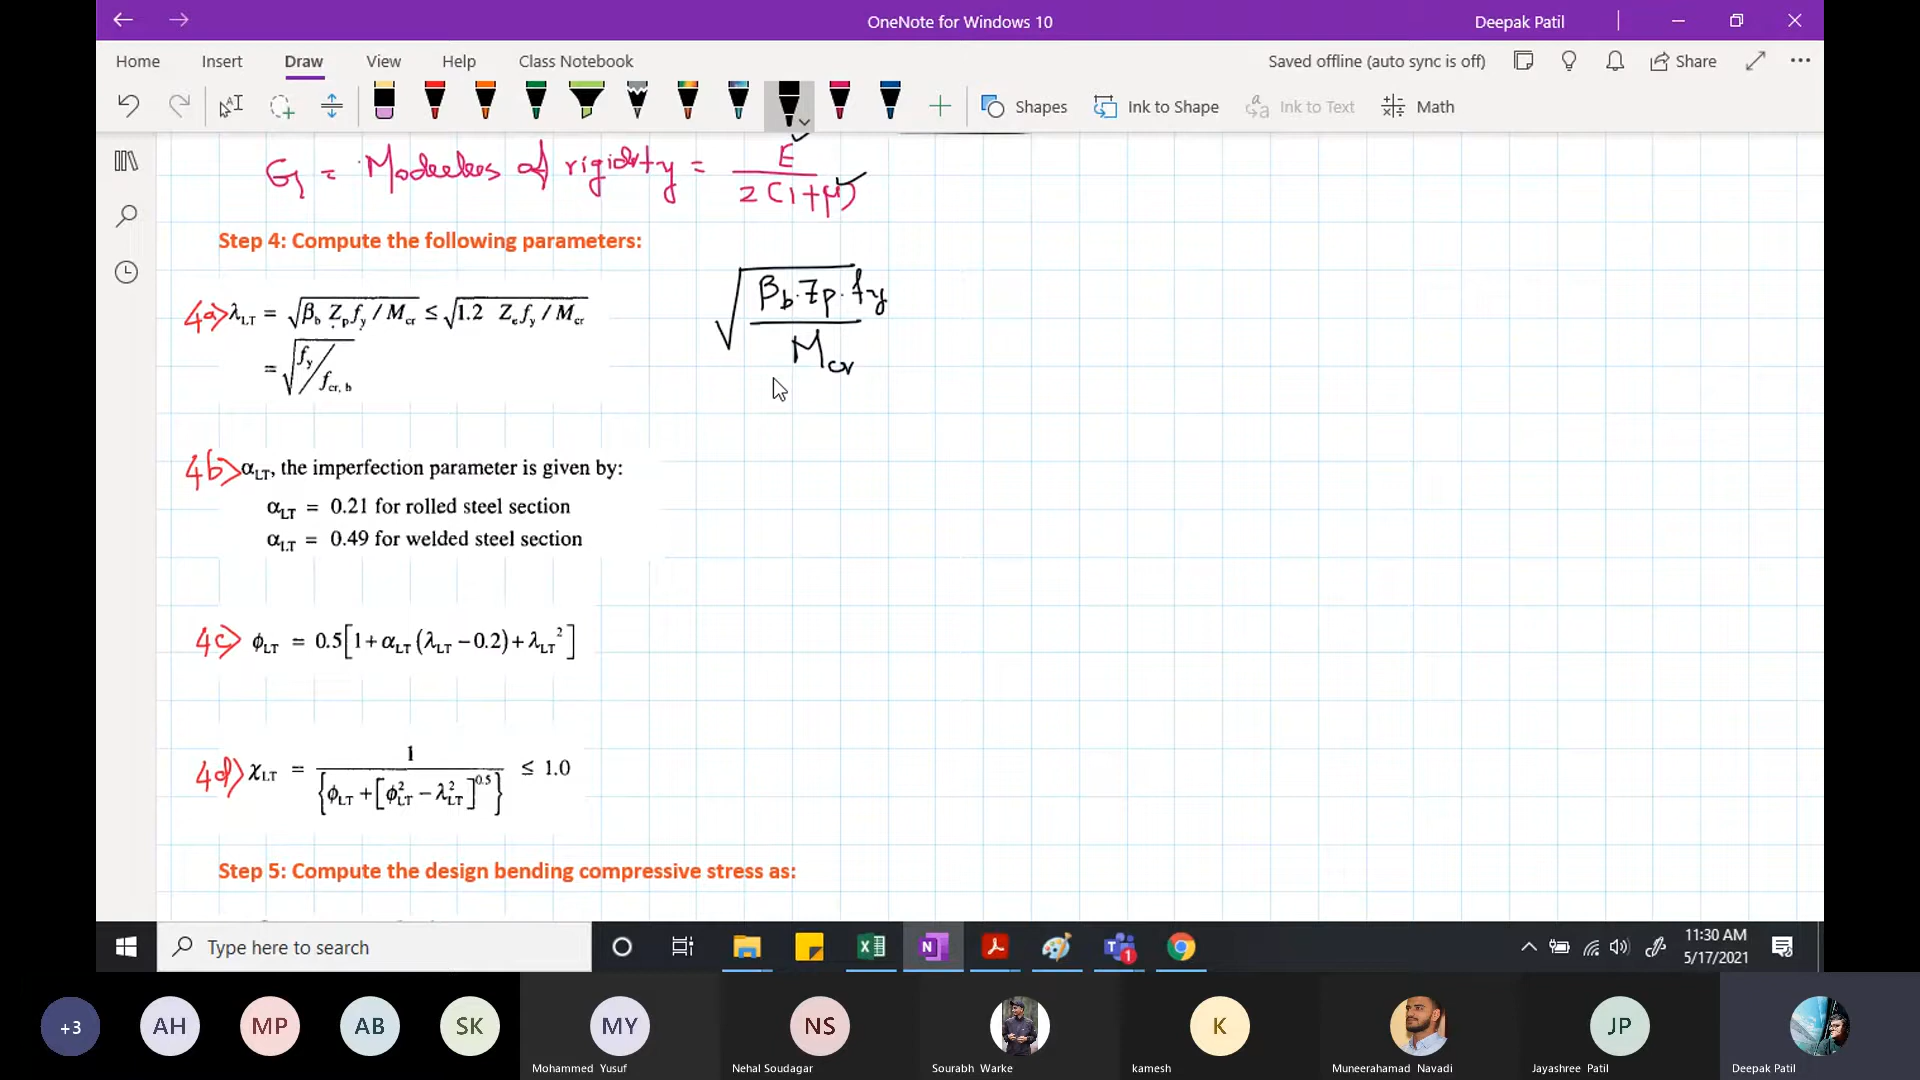 OneNote for Windows 10
Deepak Patil
Home Insert Draw View Help Class Notebook
Saved offline (auto sync is off) Share
Shapes Ink to Shape Ink to Text Math
G = of rigidity = E / 2(1+μ)
Step 4: Compute the following parameters:
4a> λLT = √βb Zp fy / Mcr ≤ √1.2 Ze fy / Mcr
= √fy / fcr, b
√βb.Zp.fy / Mcr
4b> αLT, the imperfection parameter is given by:
αLT = 0.21 for rolled steel section
αLT = 0.49 for welded steel section
4c> ϕLT = 0.5[1+αLT(λLT−0.2)+λLT²]
4d> χLT = 1 / {ϕLT+[ϕ²LT−λ²LT]^0.5} ≤ 1.0
Step 5: Compute the design bending compressive stress as:
Type here to search
1
11:30 AM
5/17/2021
+3 AH MP AB SK MY NS K JP
Mohammed Yusuf Nehal Soudagar Sourabh Warke kamesh Muneerahamad Navadi Jayashree Patil Deepak Patil